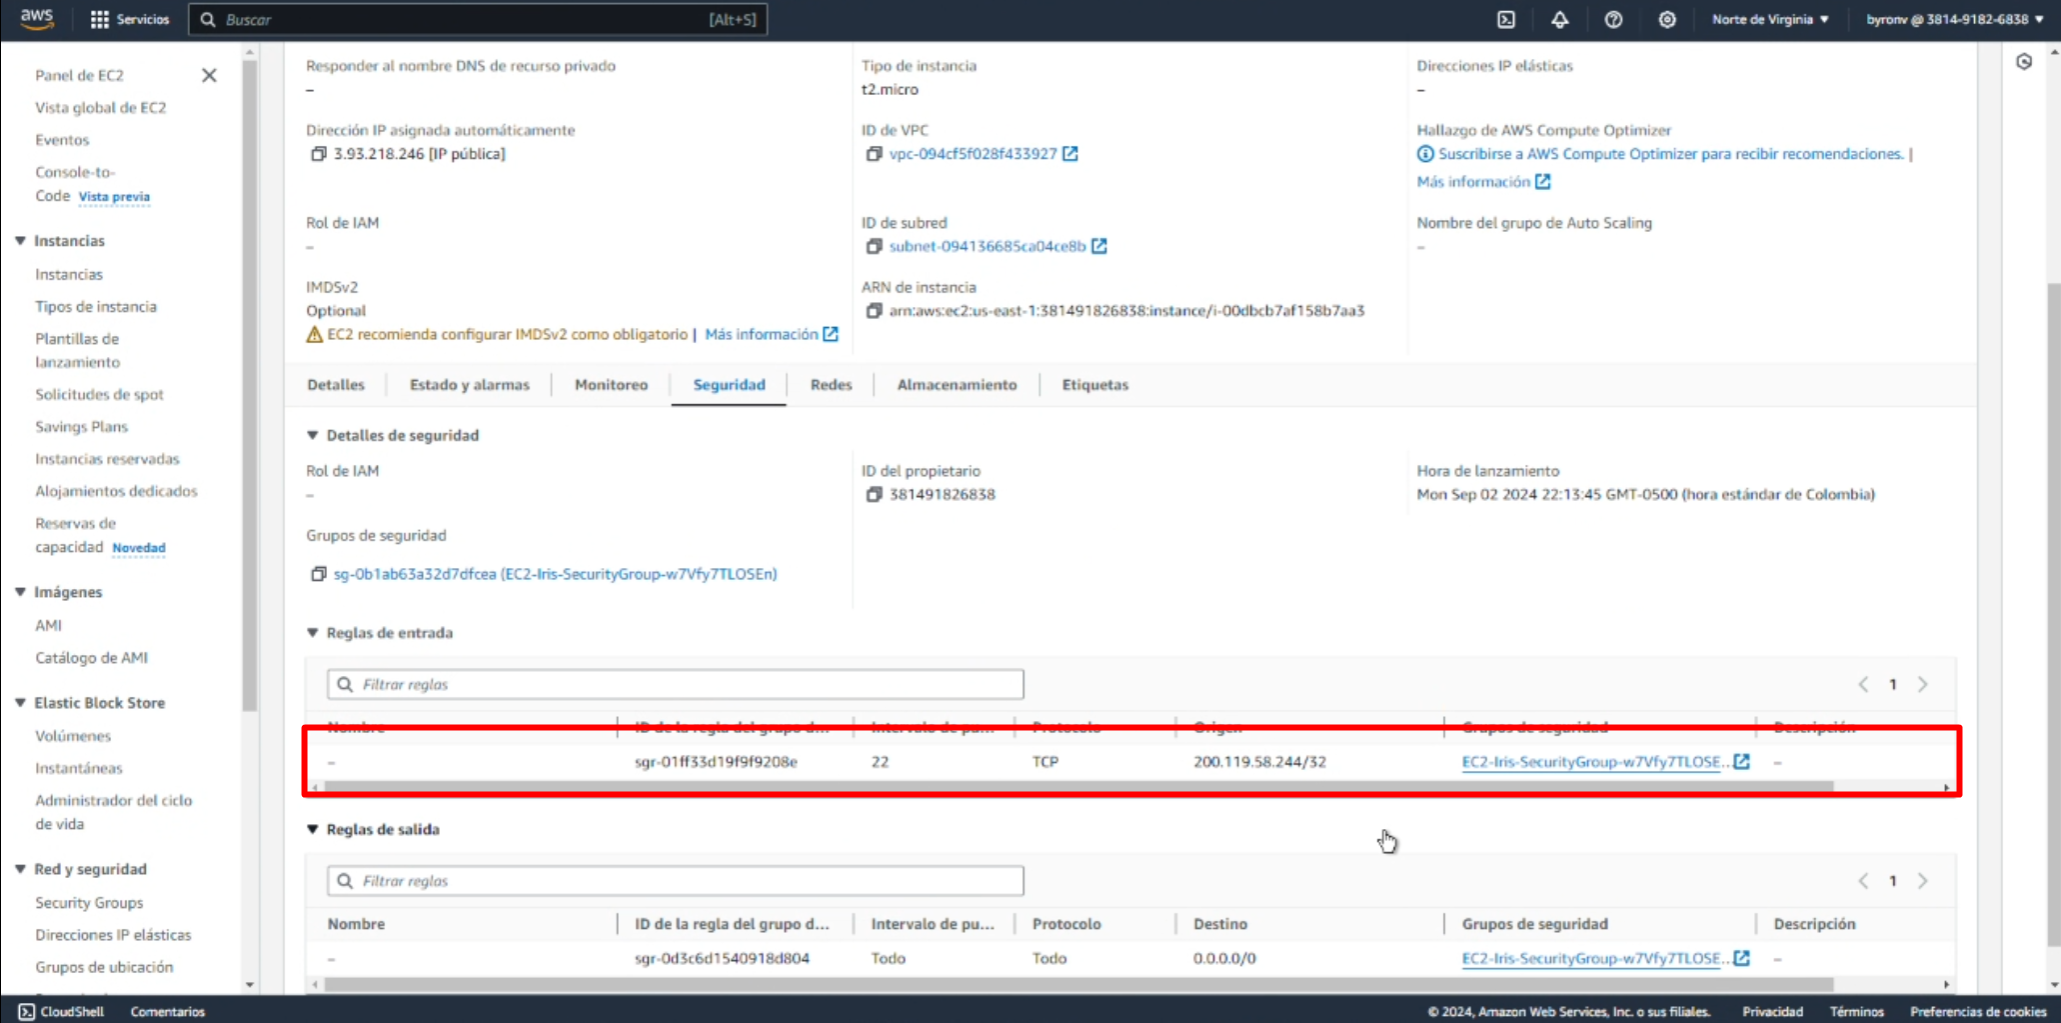 aws
Servicios
Buscar
[Alt+S]
Norte de Virginia
byronv @ 3814-9182-6838
Panel de EC2
Vista global de EC2
Eventos
Console-to-
Code Vista previa
Instancias
Instancias
Tipos de instancia
Plantillas de
lanzamiento
Solicitudes de spot
Savings Plans
Instancias reservadas
Alojamientos dedicados
Reservas de
capacidad Novedad
Imágenes
AMI
Catálogo de AMI
Elastic Block Store
Volúmenes
Instantáneas
Administrador del ciclo
de vida
Red y seguridad
Security Groups
Direcciones IP elásticas
Grupos de ubicación
Responder al nombre DNS de recurso privado
–
Tipo de instancia
t2.micro
Direcciones IP elásticas
–
Dirección IP asignada automáticamente
3.93.218.246 [IP pública]
ID de VPC
vpc-094cf5f028f433927
Hallazgo de AWS Compute Optimizer
Suscribirse a AWS Compute Optimizer para recibir recomendaciones. |
Más información
Rol de IAM
–
ID de subred
subnet-094136685ca04ce8b
Nombre del grupo de Auto Scaling
–
IMDSv2
Optional
EC2 recomienda configurar IMDSv2 como obligatorio | Más información
ARN de instancia
arn:aws:ec2:us-east-1:381491826838:instance/i-00dbcb7af158b7aa3
Detalles
Estado y alarmas
Monitoreo
Seguridad
Redes
Almacenamiento
Etiquetas
Detalles de seguridad
Rol de IAM
–
ID del propietario
381491826838
Hora de lanzamiento
Mon Sep 02 2024 22:13:45 GMT-0500 (hora estándar de Colombia)
Grupos de seguridad
sg-0b1ab63a32d7dfcea (EC2-Iris-SecurityGroup-w7Vfy7TLOSEn)
Reglas de entrada
Filtrar reglas
1
Nombre ID de la regla del grupo d... Intervalo de pu... Protocolo Origen Grupos de seguridad Descripción
– sgr-01ff33d19f9f9208e 22 TCP 200.119.58.244/32 EC2-Iris-SecurityGroup-w7Vfy7TLOSE... –
Reglas de salida
Filtrar reglas
1
Nombre ID de la regla del grupo d... Intervalo de pu... Protocolo Destino Grupos de seguridad Descripción
– sgr-0d3c6d1540918d804 Todo Todo 0.0.0.0/0 EC2-Iris-SecurityGroup-w7Vfy7TLOSE... –
CloudShell
Comentarios
© 2024, Amazon Web Services, Inc. o sus filiales.
Privacidad
Términos
Preferencias de cookies